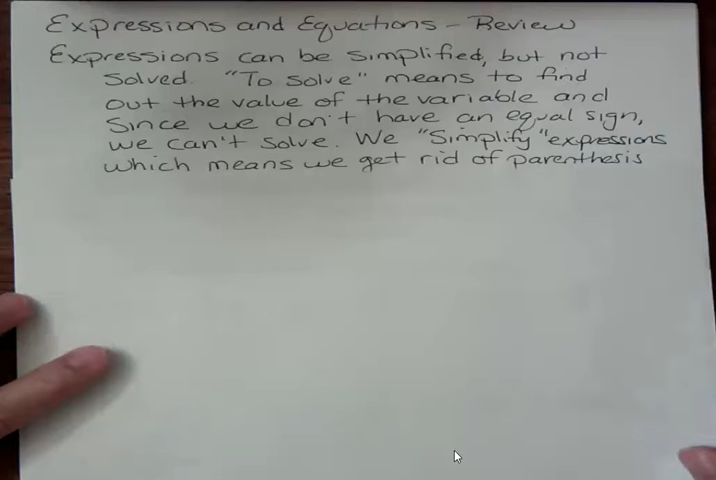 Expressions and Equations - Review
Expressions can be simplified, but not
solved. "To solve" means to find
out the value of the variable and
since we don't have an equal sign,
we can't solve. We "Simplify" expressions
which means we get rid of parenthesis